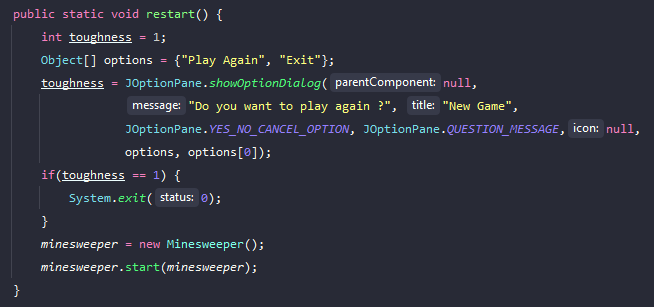 public static void restart() {
int toughness = 1;
Object[] options = {"Play Again", "Exit"};
toughness = JOptionPane.showOptionDialog( parentComponent: null,
message: "Do you want to play again ?", title: "New Game",
JOptionPane.YES_NO_CANCEL_OPTION, JOptionPane.QUESTION_MESSAGE, icon: null,
options, options[0]);
if(toughness == 1) {
System.exit( status: 0);
}
minesweeper = new Minesweeper();
minesweeper.start(minesweeper);
}